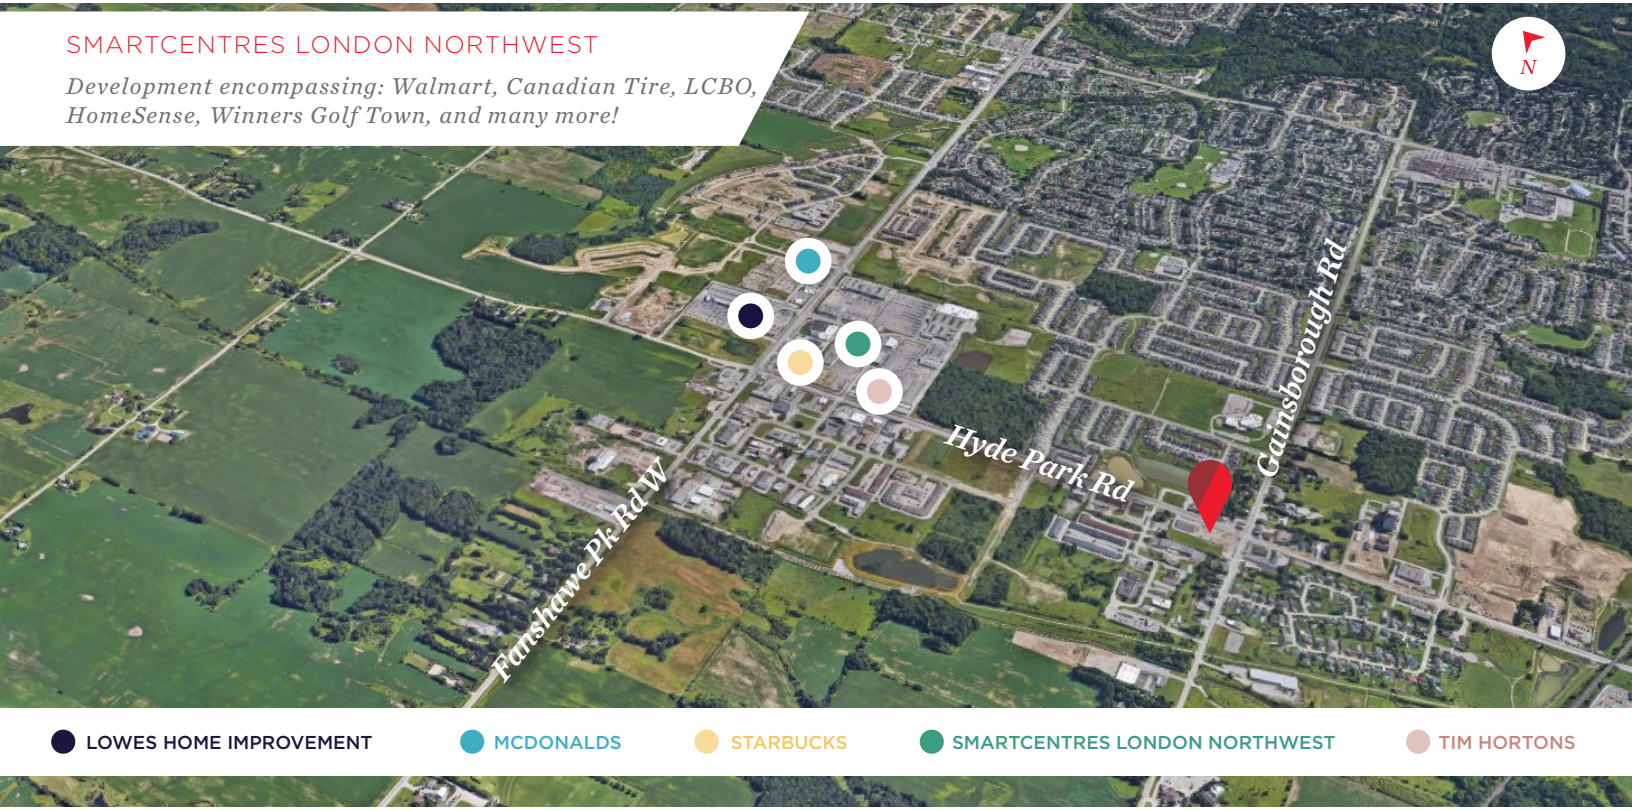 SMARTCENTRES LONDON NORTHWEST
Development encompassing: Walmart, Canadian Tire, LCBO,
HomeSense, Winners Golf Town, and many more!
N
Gainsborough Rd
Hyde Park Rd
Fanshawe Pk Rd W
LOWES HOME IMPROVEMENT
MCDONALDS
STARBUCKS
SMARTCENTRES LONDON NORTHWEST
TIM HORTONS